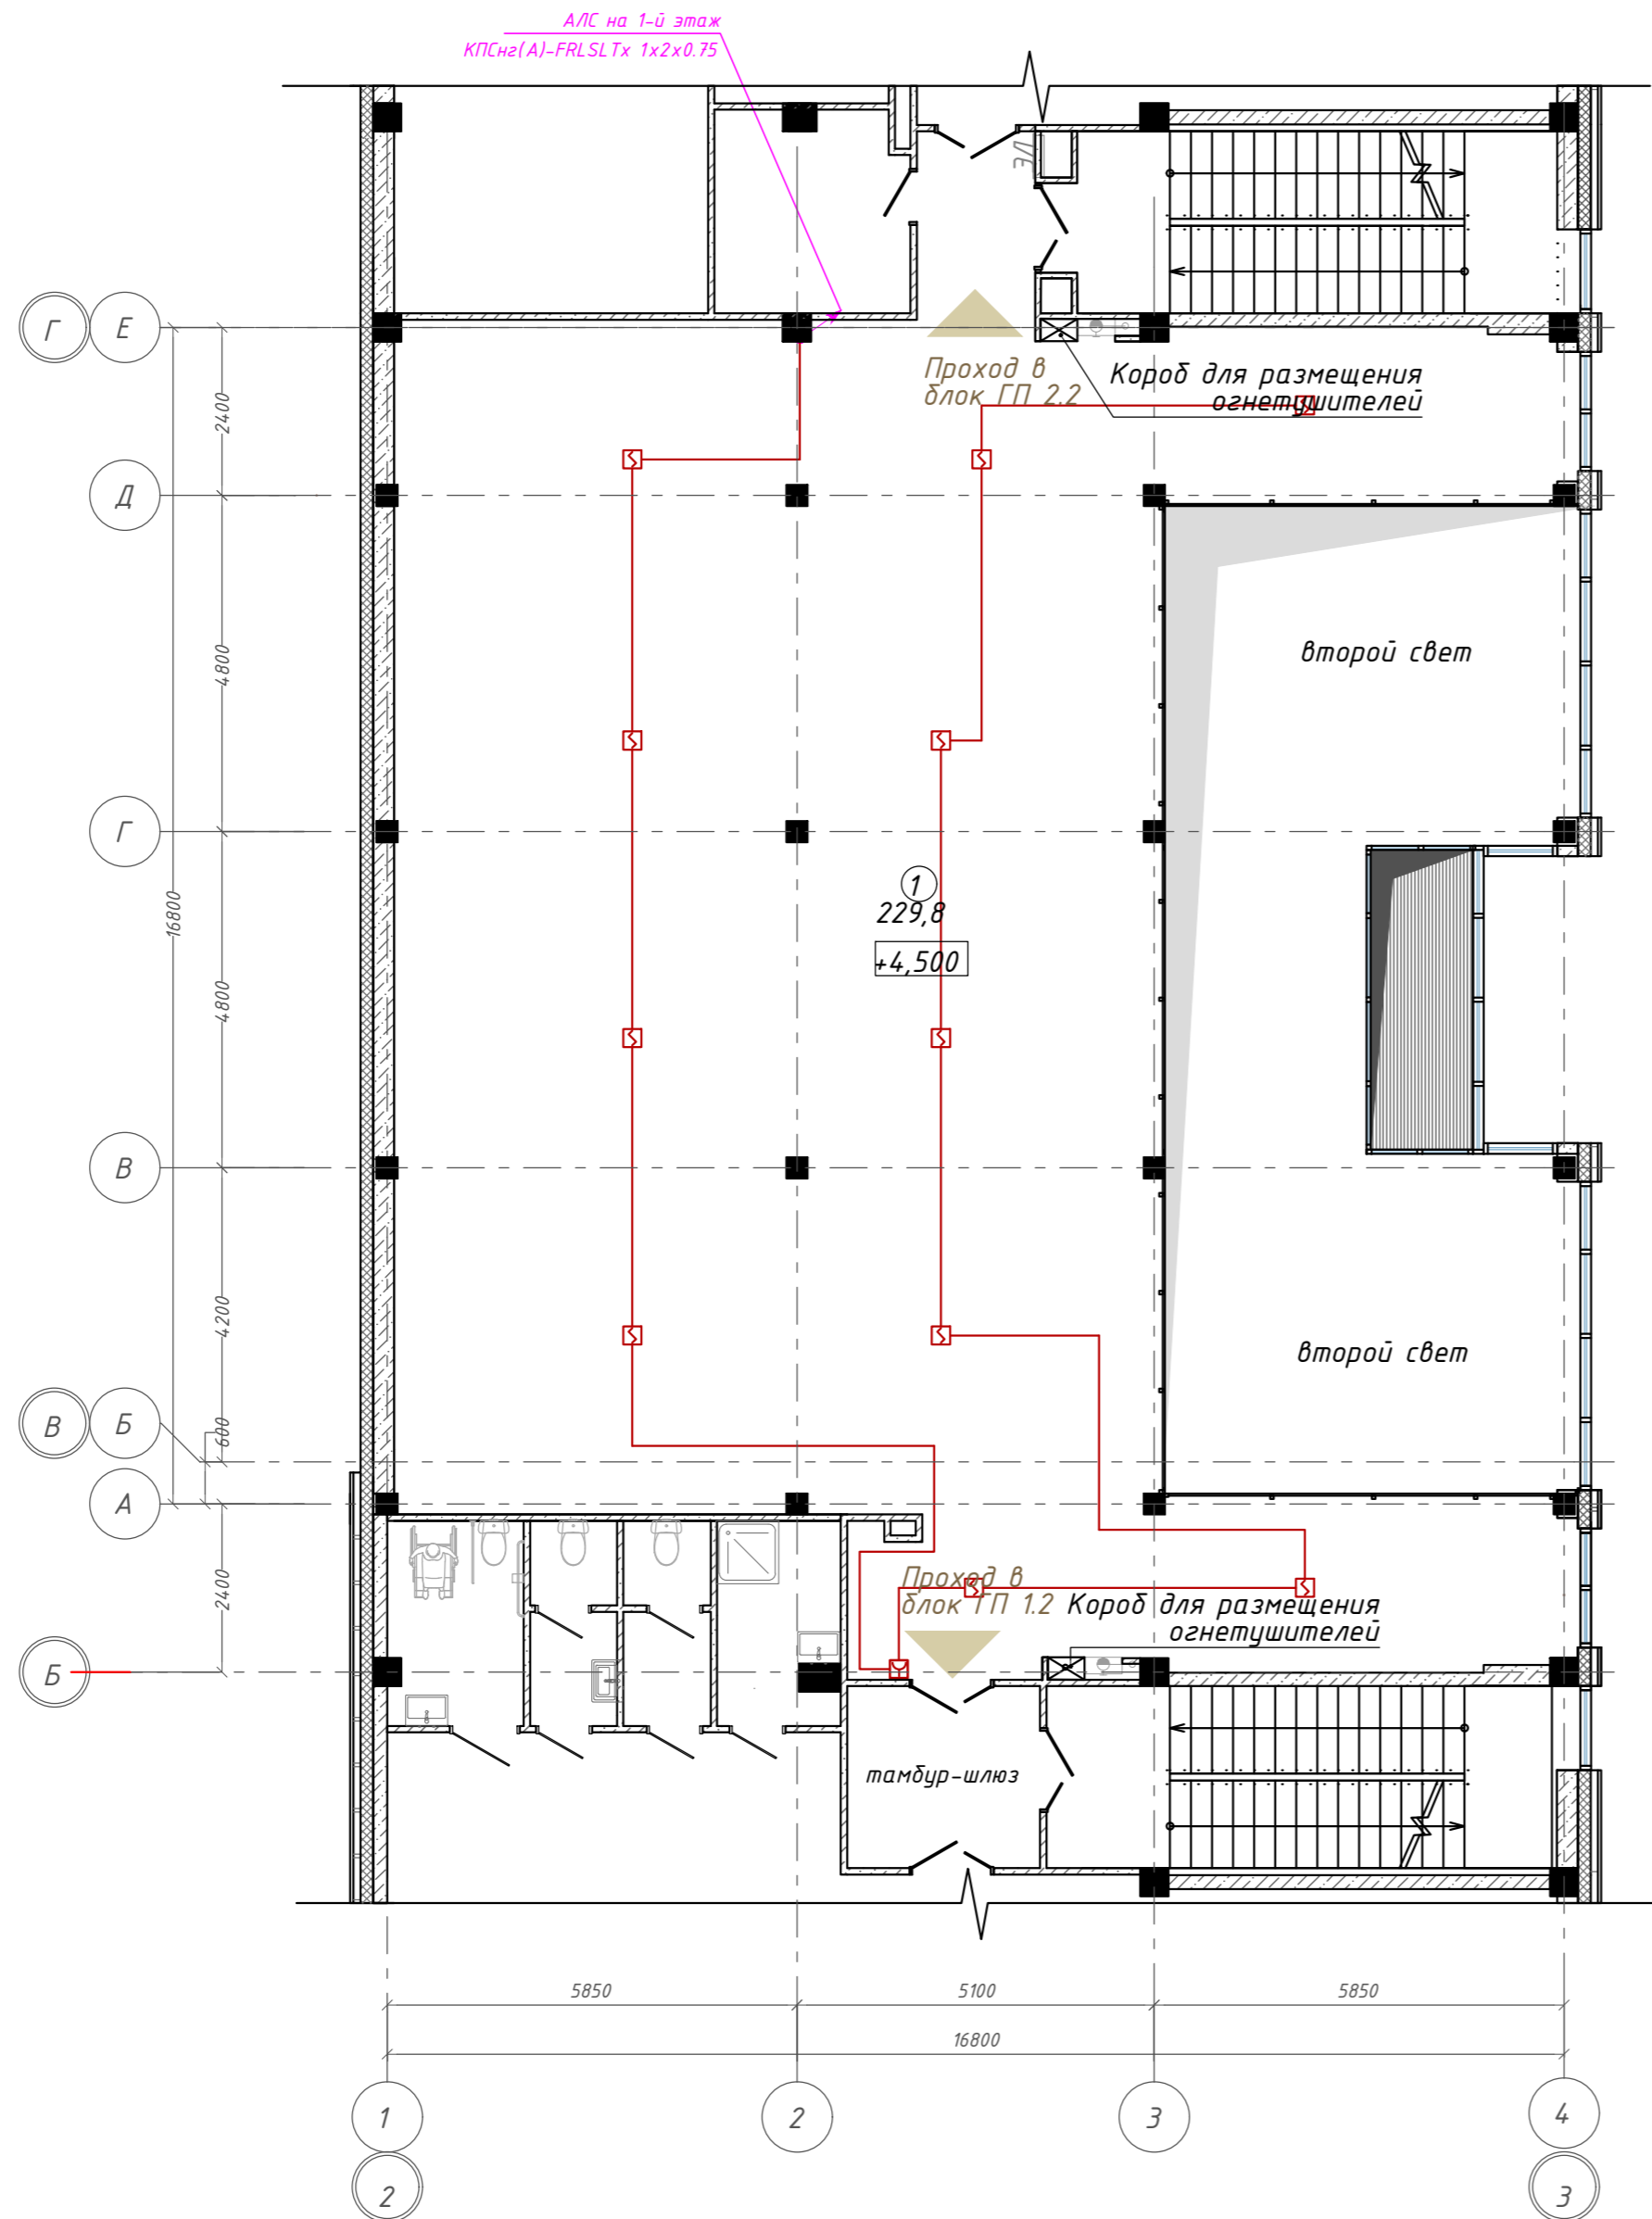 АЛС на 1-й этаж
КПСнг(А)-FRLSLTx 1x2x0.75
ЭЛ
Г
Е
Проход в
блок ГП 2.2
Короб для размещения
огнетушителей
2400
Д
второй свет
4800
Г
1
229,8
+4,500
16800
4800
В
4200
второй свет
В
Б
600
А
2400
Проход в
блок ГП 1.2
Короб для размещения
огнетушителей
Б
тамбур-шлюз
5850
5100
5850
16800
1
2
3
4
2
3